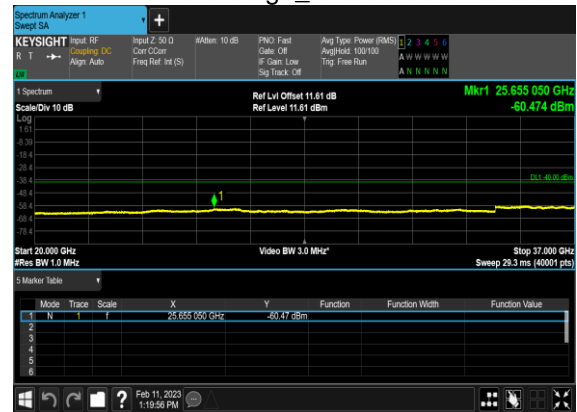 Spectrum Analyzer 1
Swept SA
+
KEYSIGHT Input: RF Input Z: 50 Ω #Atten: 10 dB PNO: Fast Avg Type: Power (RMS) 1 2 3 4 5 6
R T Coupling: DC Corr CCorr Gate: Off Avg|Hold: 100/100 A W W W W W
Align: Auto Freq Ref: Int (S) IF Gain: Low Trig: Free Run
LW Sig Track: Off A N N N N N
1 Spectrum Ref Lvl Offset 11.61 dB Mkr1 25.655 050 GHz
Scale/Div 10 dB Ref Level 11.61 dBm -60.474 dBm
Log
1.61
-8.39
-18.4
-28.4
-38.4 DL1 -40.00 dBm
-48.4
1
-58.4
-68.4
-78.4
Start 20.000 GHz Video BW 3.0 MHz* Stop 37.000 GHz
#Res BW 1.0 MHz Sweep 29.3 ms (40001 pts)
5 Marker Table
Mode Trace Scale X Y Function Function Width Function Value
1 N 1 f 25.655 050 GHz -60.47 dBm
2
3
4
5
6
? Feb 11, 2023
1:19:56 PM